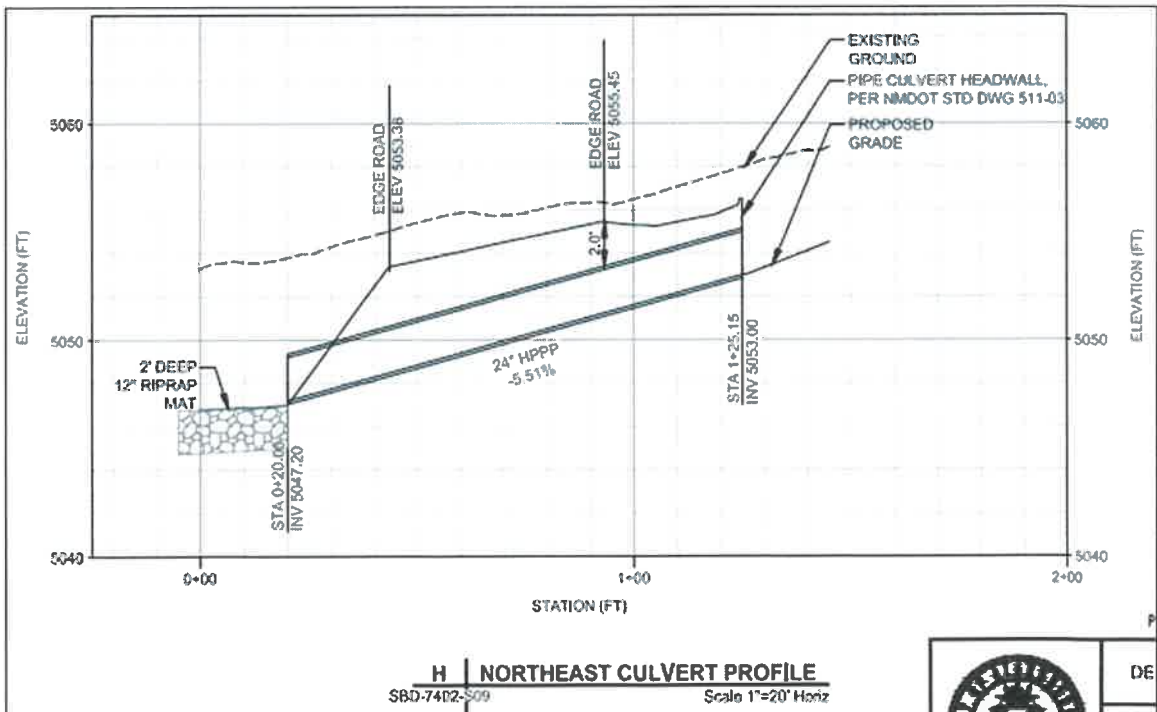 EXISTING
GROUND
PIPE CULVERT HEADWALL,
PER NMDOT STD DWG 511-03
PROPOSED
GRADE
5060
5060
EDGE ROAD
ELEV 5053.38
EDGE ROAD
ELEV 5055.45
2.0'
ELEVATION (FT)
ELEVATION (FT)
5050
5050
2' DEEP
12" RIPRAP
MAT
24" HPPP
-5.51%
STA 1+25.15
INV 5053.00
STA 0+20.00
INV 5047.20
5040
5040
0+00
1+00
2+00
STATION (FT)
P
H
NORTHEAST CULVERT PROFILE
SBD-7402-S09
Scale 1"=20' Horiz
DE